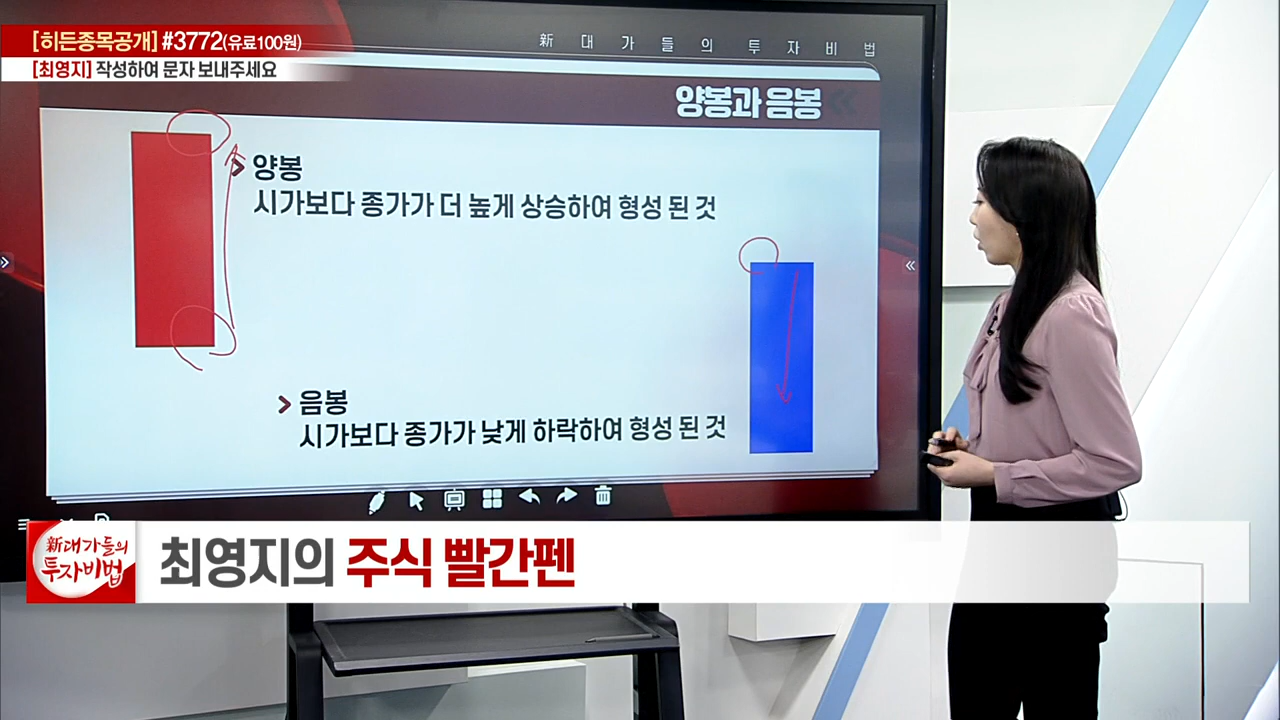 [히든종목공개] #3772(유료100원)
[최영지] 작성하여 문자 보내주세요
新 대 가 들 의 투 자 비 법
양봉과 음봉
양봉
시가보다 종가가 더 높게 상승하여 형성 된 것
음봉
시가보다 종가가 낮게 하락하여 형성 된 것
新대가들의
투자비법
최영지의 주식 빨간펜